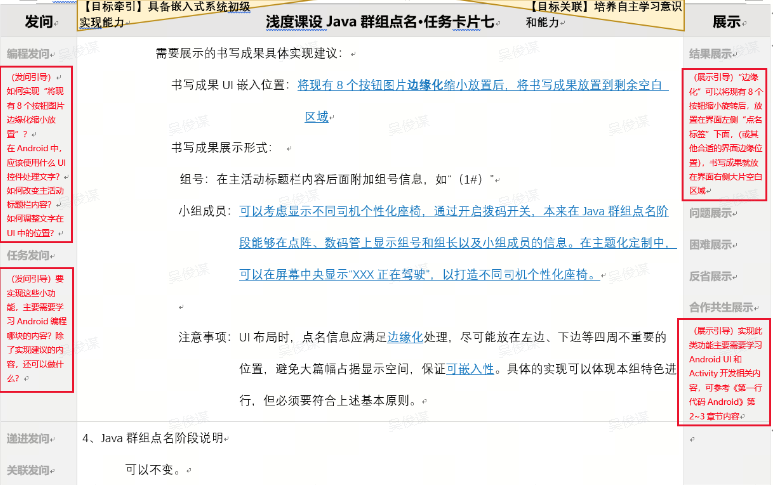 【目标牵引】具备嵌入式系统初级
实现能力
【目标关联】培养自主学习意识
和能力
发问
浅度课设 Java 群组点名·任务卡片七
展示
编程发问
（发问引导）
如何实现“将现
有 8 个按钮图片
边缘化缩小放
置”？
在 Android 中，
应该使用什么 UI
控件处理文字？
如何改变主活动
标题栏内容？
如何调整文字在
UI 中的位置？
任务发问
（发问引导）要
实现这些小功
能，主要需要学
习 Android 编程
哪块的内容？除
了实现建议的内
容，还可以做什
么？
递进发问
关联发问
需要展示的书写成果具体实现建议：
书写成果 UI 嵌入位置：将现有 8 个按钮图片边缘化缩小放置后，将书写成果放置到剩余空白
区域
书写成果展示形式：
组号：在主活动标题栏内容后面附加组号信息，如“（1#）”
小组成员：可以考虑显示不同司机个性化座椅，通过开启拨码开关，本来在 Java 群组点名阶
段能够在点阵、数码管上显示组号和组长以及小组成员的信息。在主题化定制中，
可以在屏幕中央显示“XXX 正在驾驶”，以打造不同司机个性化座椅。
注意事项：UI 布局时，点名信息应满足边缘化处理，尽可能放在左边、下边等四周不重要的
位置，避免大篇幅占据显示空间，保证可嵌入性。具体的实现可以体现本组特色进
行，但必须要符合上述基本原则。
4、Java 群组点名阶段说明
可以不变。
结果展示
（展示引导）“边缘
化”可以将现有 8 个
按钮缩小旋转后，放
置在界面左侧“点名
标签”下面，（或其
他合适的界面边缘位
置），书写成果就放
在界面右侧大片空白
区域
问题展示
困难展示
反省展示
合作共生展示
（展示引导）实现此
类功能主要需要学习
Android UI 和
Activity 开发相关内
容，可参考《第一行
代码 Android》第
2~3 章节内容
吴俊谋